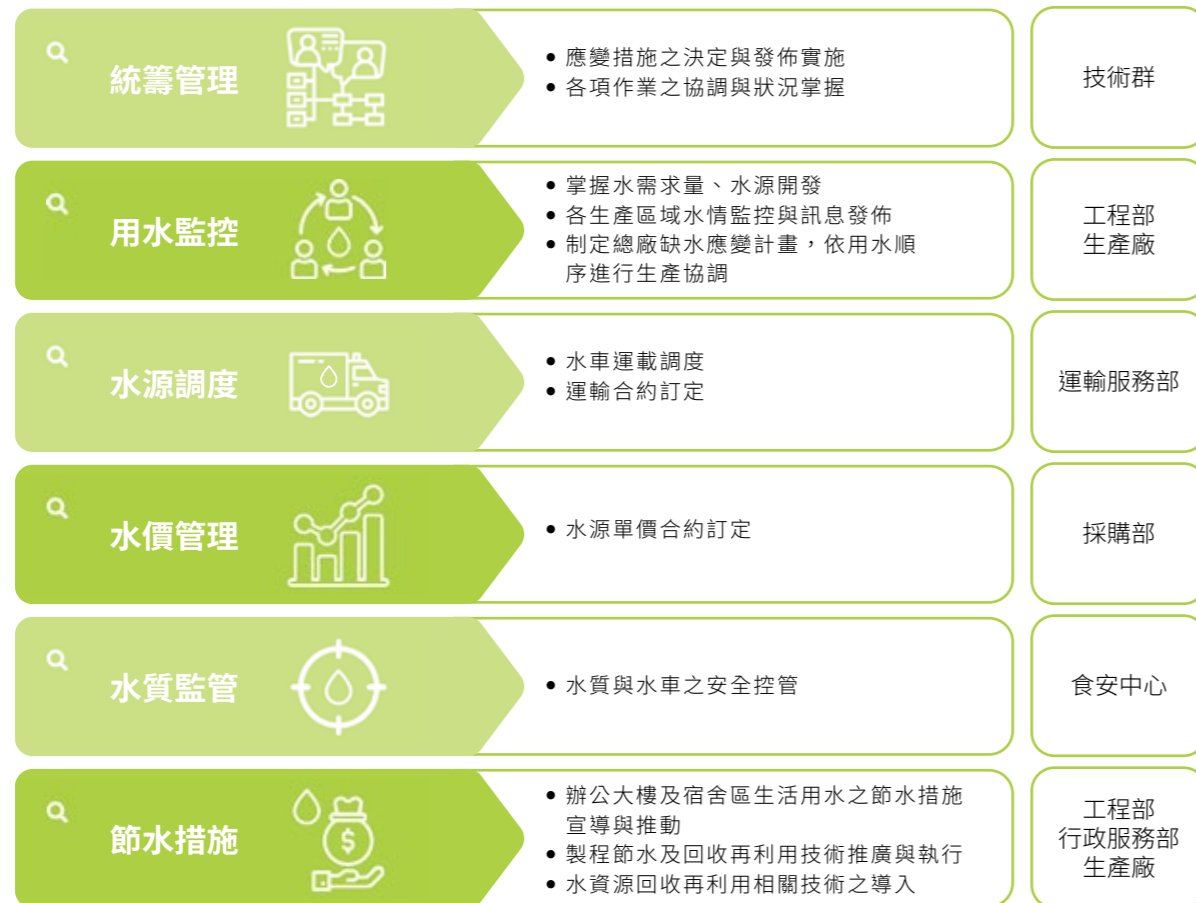 統籌管理
• 應變措施之決定與發佈實施
• 各項作業之協調與狀況掌握
技術群
用水監控
• 掌握水需求量、水源開發
• 各生產區域水情監控與訊息發佈
• 制定總廠缺水應變計畫，依用水順
序進行生產協調
工程部
生產廠
水源調度
• 水車運載調度
• 運輸合約訂定
運輸服務部
水價管理
• 水源單價合約訂定
採購部
水質監管
• 水質與水車之安全控管
食安中心
節水措施
• 辦公大樓及宿舍區生活用水之節水措施
宣導與推動
• 製程節水及回收再利用技術推廣與執行
• 水資源回收再利用相關技術之導入
工程部
行政服務部
生產廠